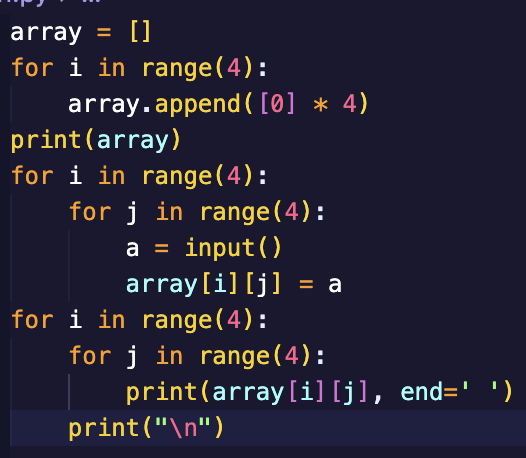 array = []
for i in range(4):
    array.append([0] * 4)
print(array)
for i in range(4):
    for j in range(4):
        a = input()
        array[i][j] = a
for i in range(4):
    for j in range(4):
        print(array[i][j], end=' ')
    print("\n")